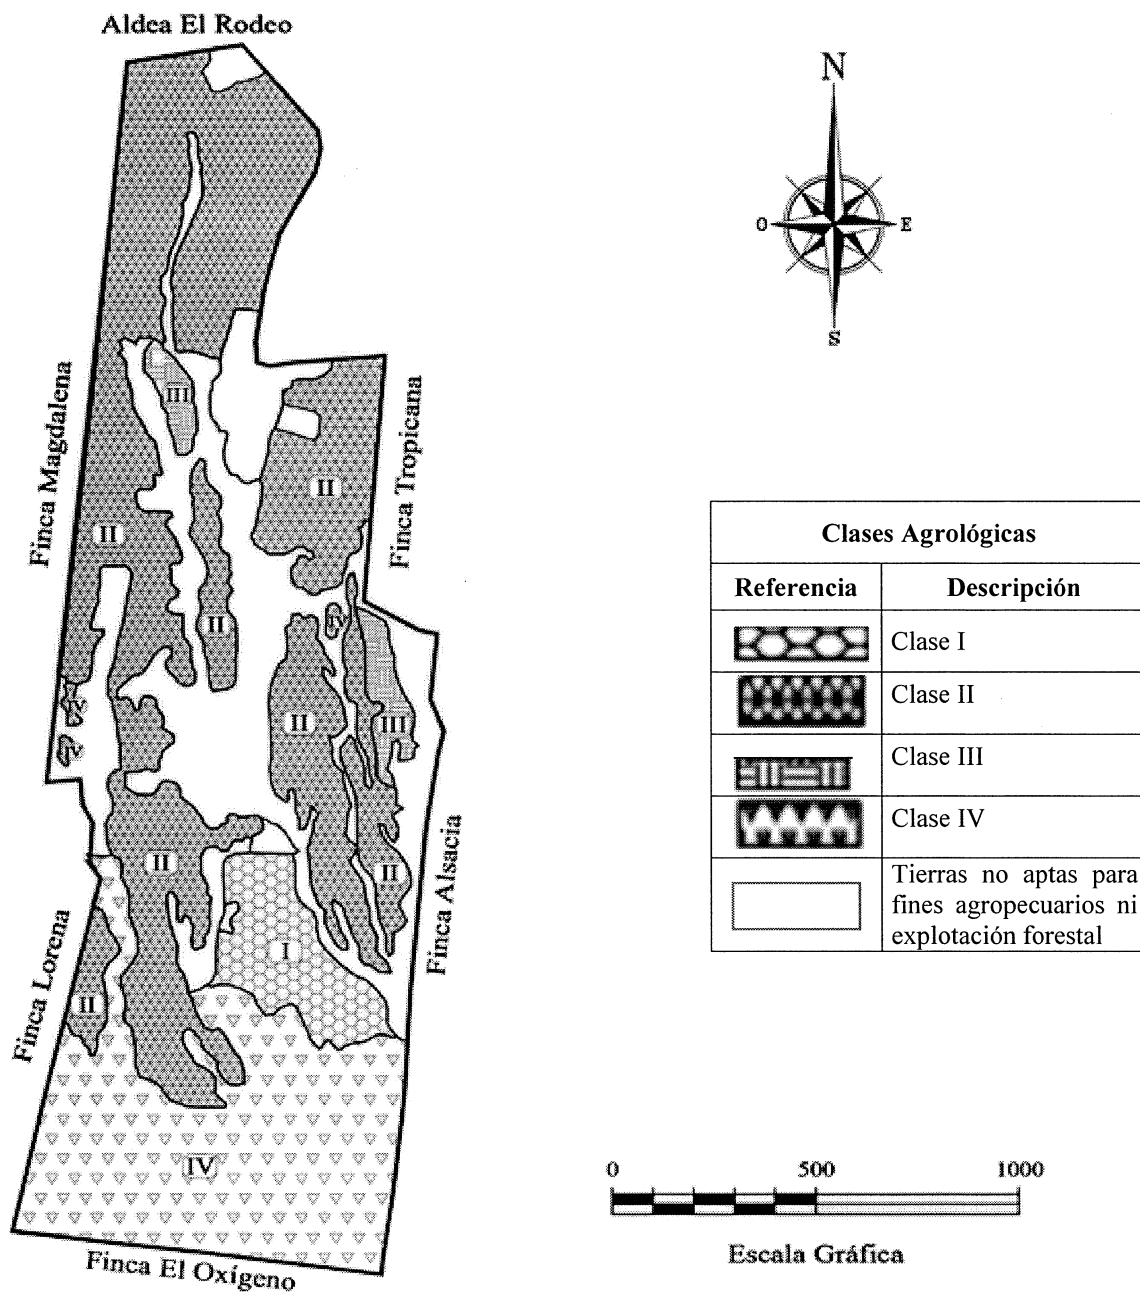 Aldea El Rodeo
N
O
E
S
Finca Magdalena
Finca Tropicana
III
II
II
II
II
III
II
II
I
II
IV
Finca Lorena
Finca Alsacia
Finca El Oxígeno
Clases Agrológicas
Referencia Descripción
Clase I
Clase II
Clase III
Clase IV
Tierras no aptas para
fines agropecuarios ni
explotación forestal
0 500 1000
Escala Gráfica